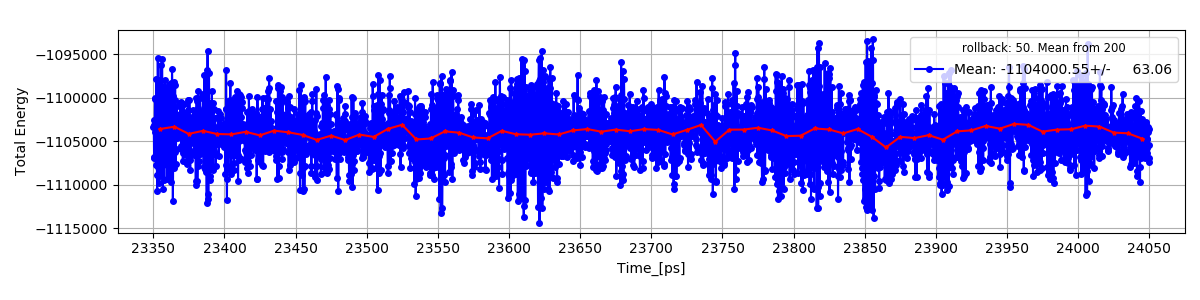 rollback: 50. Mean from 200
Mean: -1104000.55+/- 63.06
Total Energy
−1095000
−1100000
−1105000
−1110000
−1115000
23350 23400 23450 23500 23550 23600 23650 23700 23750 23800 23850 23900 23950 24000 24050
Time_[ps]